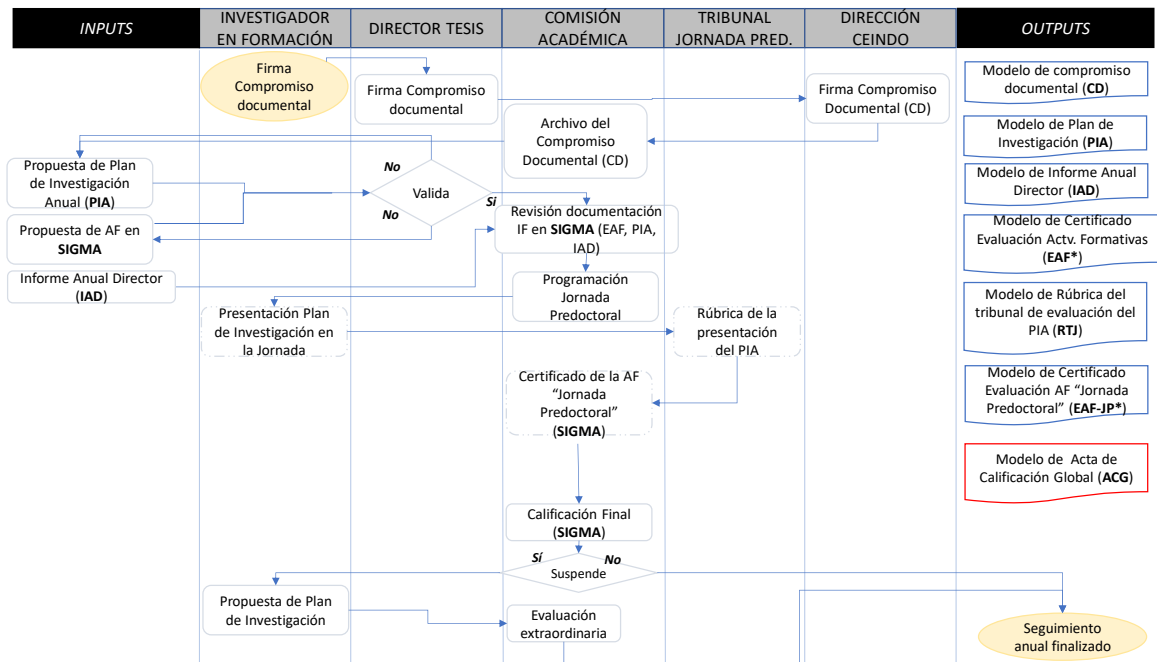 INPUTS
INVESTIGADOR
EN FORMACIÓN
DIRECTOR TESIS
COMISIÓN
ACADÉMICA
TRIBUNAL
JORNADA PRED.
DIRECCIÓN
CEINDO
OUTPUTS
Firma
Compromiso
documental
Firma Compromiso
documental
Firma Compromiso
Documental (CD)
Modelo de compromiso
documental (CD)
Archivo del
Compromiso
Documental (CD)
Modelo de Plan de
Investigación (PIA)
Propuesta de Plan
de Investigación
Anual (PIA)
No
Valida
No
Si
Modelo de Informe Anual
Director (IAD)
Propuesta de AF en
SIGMA
Revisión documentación
IF en SIGMA (EAF, PIA,
IAD)
Modelo de Certificado
Evaluación Actv. Formativas
(EAF*)
Informe Anual Director
(IAD)
Programación
Jornada
Predoctoral
Presentación Plan
de Investigación en
la Jornada
Rúbrica de la
presentación
del PIA
Modelo de Rúbrica del
tribunal de evaluación del
PIA (RTJ)
Certificado de la AF
“Jornada
Predoctoral”
(SIGMA)
Modelo de Certificado
Evaluación AF “Jornada
Predoctoral” (EAF-JP*)
Modelo de Acta de
Calificación Global (ACG)
Calificación Final
(SIGMA)
Sí
No
Suspende
Propuesta de Plan
de Investigación
Evaluación
extraordinaria
Seguimiento
anual finalizado